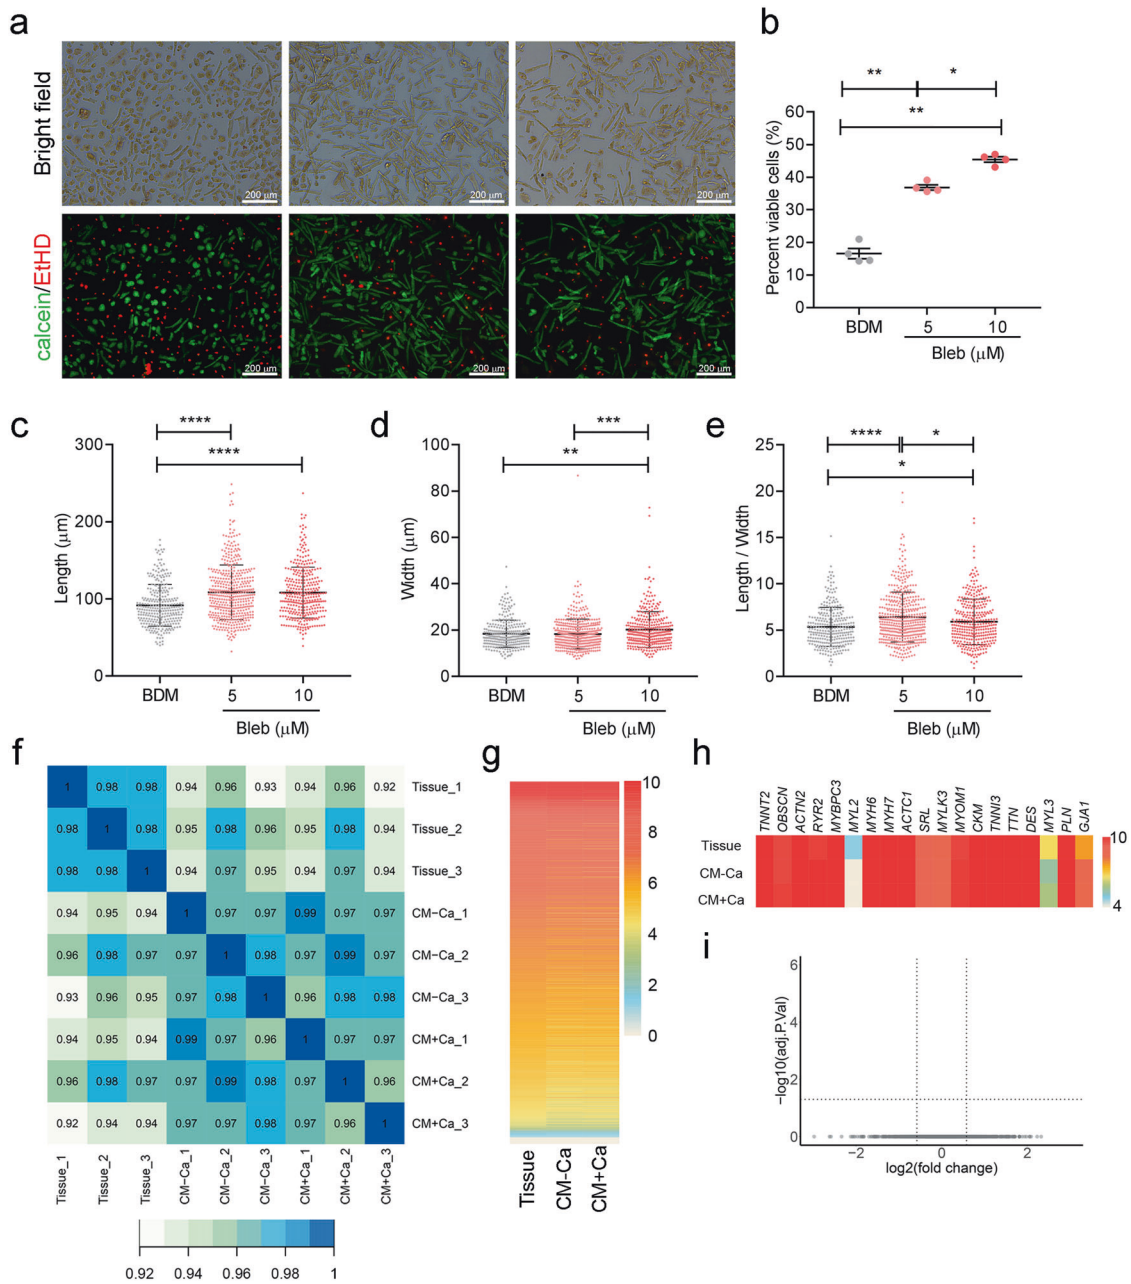 a
Bright field
200 μm
200 μm
200 μm
calcein/EtHD
200 μm
200 μm
200 μm
b
**
*
**
Percent viable cells (%)
60
50
40
30
20
10
0
BDM
5
10
Bleb (μM)
c
****
****
Length (μm)
300
200
100
0
BDM
5
10
Bleb (μM)
d
***
**
Width (μm)
100
80
60
40
20
0
BDM
5
10
Bleb (μM)
e
****
*
*
Length / Width
25
20
15
10
5
0
BDM
5
10
Bleb (μM)
f
1 0.98 0.98 0.94 0.96 0.93 0.94 0.96 0.92 Tissue_1
0.98 1 0.98 0.95 0.98 0.96 0.95 0.98 0.94 Tissue_2
0.98 0.98 1 0.94 0.97 0.95 0.94 0.97 0.94 Tissue_3
0.94 0.95 0.94 1 0.97 0.97 0.99 0.97 0.97 CM−Ca_1
0.96 0.98 0.97 0.97 1 0.98 0.97 0.99 0.97 CM−Ca_2
0.93 0.96 0.95 0.97 0.98 1 0.96 0.98 0.98 CM−Ca_3
0.94 0.95 0.94 0.99 0.97 0.96 1 0.97 0.97 CM+Ca_1
0.96 0.98 0.97 0.97 0.99 0.98 0.97 1 0.96 CM+Ca_2
0.92 0.94 0.94 0.97 0.97 0.98 0.97 0.96 1 CM+Ca_3
Tissue_1 Tissue_2 Tissue_3 CM−Ca_1 CM−Ca_2 CM−Ca_3 CM+Ca_1 CM+Ca_2 CM+Ca_3
0.92 0.94 0.96 0.98 1
g
10
8
6
4
2
0
Tissue CM-Ca CM+Ca
h
TNNT2 OBSCN ACTN2 RYR2 MYBPC3 MYL2 MYH6 MYH7 ACTC1 SRL MYLK3 MYOM1 CKM TNNI3 TTN DES MYL3 PLN GJA1
Tissue
CM-Ca
CM+Ca
10
4
i
−log10(adj.P.Val)
6
4
2
0
−2 0 2
log2(fold change)